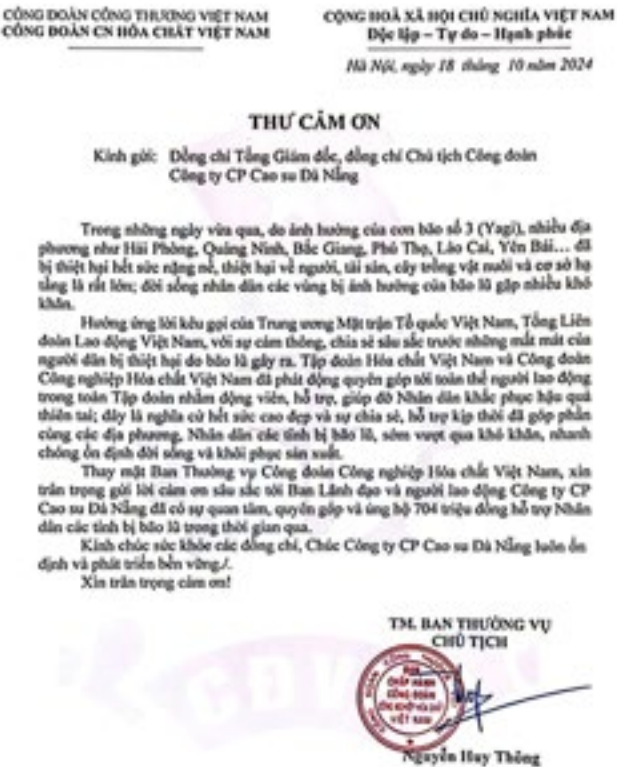 CÔNG ĐOÀN CÔNG THƯƠNG VIỆT NAM
CÔNG ĐOÀN CN HÓA CHẤT VIỆT NAM
CỘNG HOÀ XÃ HỘI CHỦ NGHĨA VIỆT NAM
Độc lập – Tự do – Hạnh phúc
Hà Nội, ngày 18 tháng 10 năm 2024
THƯ CẢM ƠN
Kính gửi: Đồng chí Tổng Giám đốc, đồng chí Chủ tịch Công đoàn
Công ty CP Cao su Đà Nẵng
Trong những ngày vừa qua, do ảnh hưởng của cơn bão số 3 (Yagi), nhiều địa
phương như Hải Phòng, Quảng Ninh, Bắc Giang, Phú Thọ, Lào Cai, Yên Bái… đã
bị thiệt hại hết sức nặng nề, thiệt hại về người, tài sản, cây trồng vật nuôi và cơ sở hạ
tầng là rất lớn; đời sống nhân dân các vùng bị ảnh hưởng của bão lũ gặp nhiều khó
khăn.
Hưởng ứng lời kêu gọi của Trung ương Mặt trận Tổ quốc Việt Nam, Tổng Liên
đoàn Lao động Việt Nam, với sự cảm thông, chia sẻ sâu sắc trước những mất mát của
người dân bị thiệt hại do bão lũ gây ra. Tập đoàn Hóa chất Việt Nam và Công đoàn
Công nghiệp Hóa chất Việt Nam đã phát động quyên góp tới toàn thể người lao động
trong toàn Tập đoàn nhằm động viên, hỗ trợ, giúp đỡ Nhân dân khắc phục hậu quả
thiên tai; đây là nghĩa cử hết sức cao đẹp và sự chia sẻ, hỗ trợ kịp thời đã góp phần
cùng các địa phương, Nhân dân các tỉnh bị bão lũ, sớm vượt qua khó khăn, nhanh
chóng ổn định đời sống và khôi phục sản xuất.
Thay mặt Ban Thường vụ Công đoàn Công nghiệp Hóa chất Việt Nam, xin
trân trọng gửi lời cảm ơn sâu sắc tới Ban Lãnh đạo và người lao động Công ty CP
Cao su Đà Nẵng đã có sự quan tâm, quyên góp và ủng hộ 704 triệu đồng hỗ trợ Nhân
dân các tỉnh bị bão lũ trong thời gian qua.
Kính chúc sức khỏe các đồng chí, Chúc Công ty CP Cao su Đà Nẵng luôn ổn
định và phát triển bền vững./.
Xin trân trọng cảm ơn!
TM. BAN THƯỜNG VỤ
CHỦ TỊCH
BAN
CHẤP HÀNH
CÔNG ĐOÀN
CÔNG NGHIỆP HÓA CHẤT
VIỆT NAM
Nguyễn Huy Thông